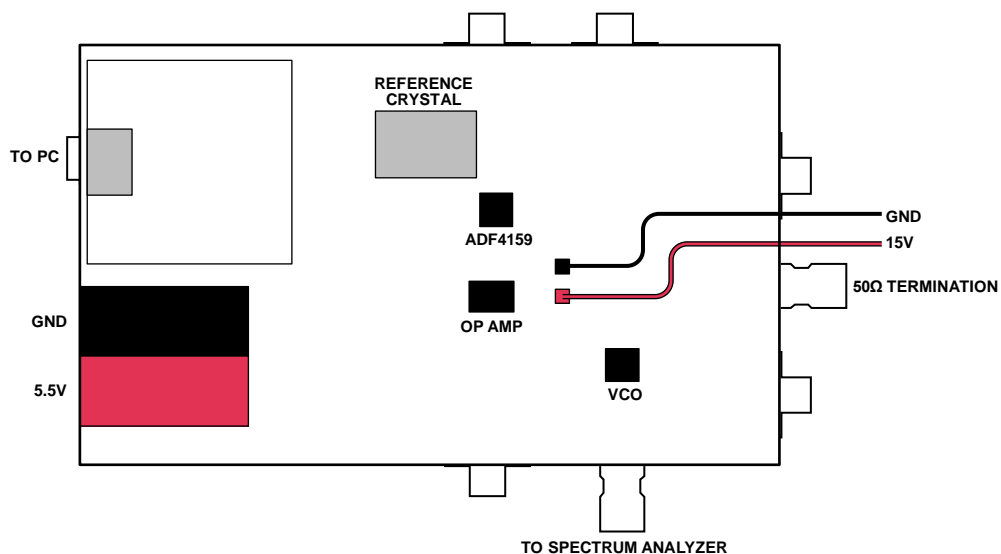 REFERENCE
CRYSTAL
TO PC
ADF4159
GND
15V
50Ω TERMINATION
OP AMP
GND
5.5V
VCO
TO SPECTRUM ANALYZER